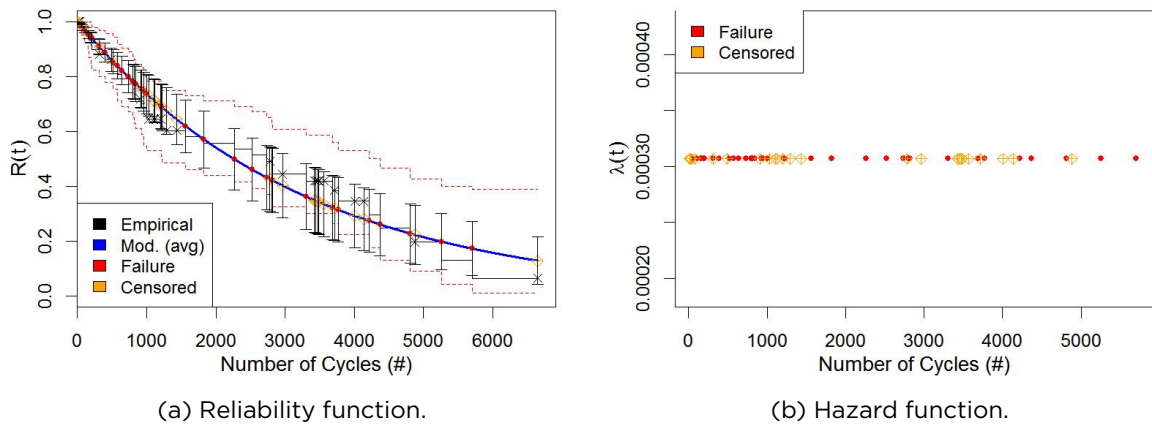 R(t)
1.0
0.8
0.6
0.4
0.2
0.0
Empirical
Mod. (avg)
Failure
Censored
0 1000 2000 3000 4000 5000 6000
Number of Cycles (#)
(a) Reliability function.
λ(t)
0.00040
0.00030
0.00020
Failure
Censored
0 1000 2000 3000 4000 5000
Number of Cycles (#)
(b) Hazard function.